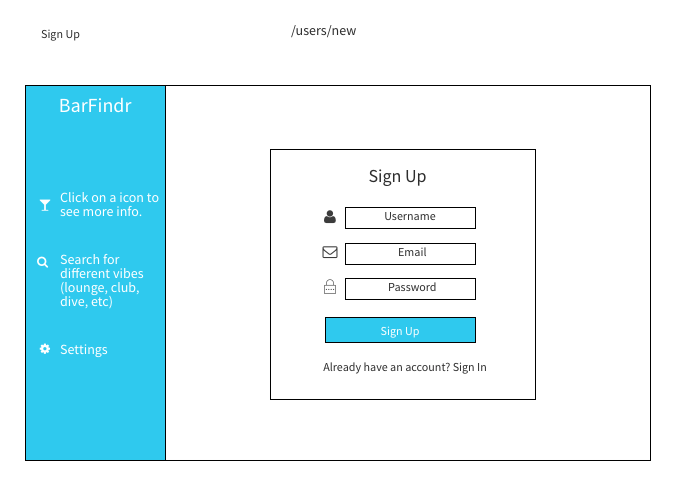 Sign Up
/users/new
BarFindr
Click on a icon to
see more info.
Search for
different vibes
(lounge, club,
dive, etc)
Settings
Sign Up
Username
Email
Password
Sign Up
Already have an account? Sign In